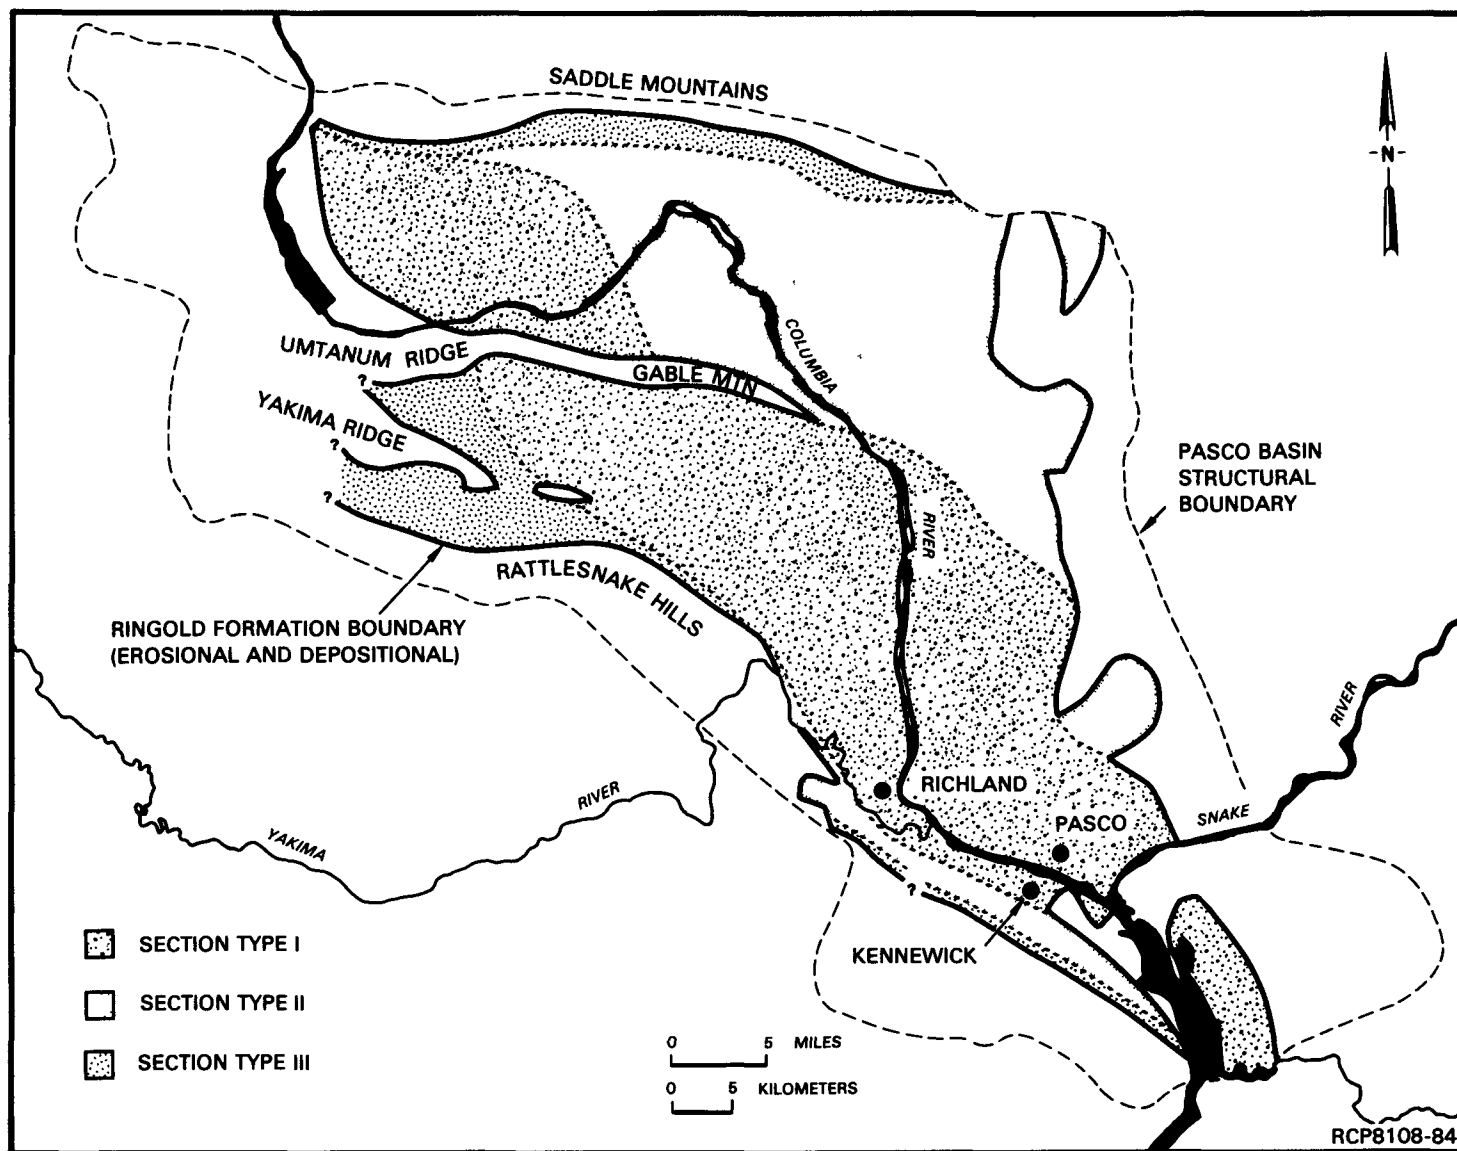 SADDLE MOUNTAINS
N
COLUMBIA
UMTANUM RIDGE
GABLE MTN
?
YAKIMA RIDGE
?
?
PASCO BASIN
STRUCTURAL
BOUNDARY
RIVER
RATTLESNAKE HILLS
RINGOLD FORMATION BOUNDARY
(EROSIONAL AND DEPOSITIONAL)
RIVER
RICHLAND
RIVER
SNAKE
PASCO
YAKIMA
?
KENNEWICK
SECTION TYPE I
SECTION TYPE II
SECTION TYPE III
0 5 MILES
0 5 KILOMETERS
RCP8108-84